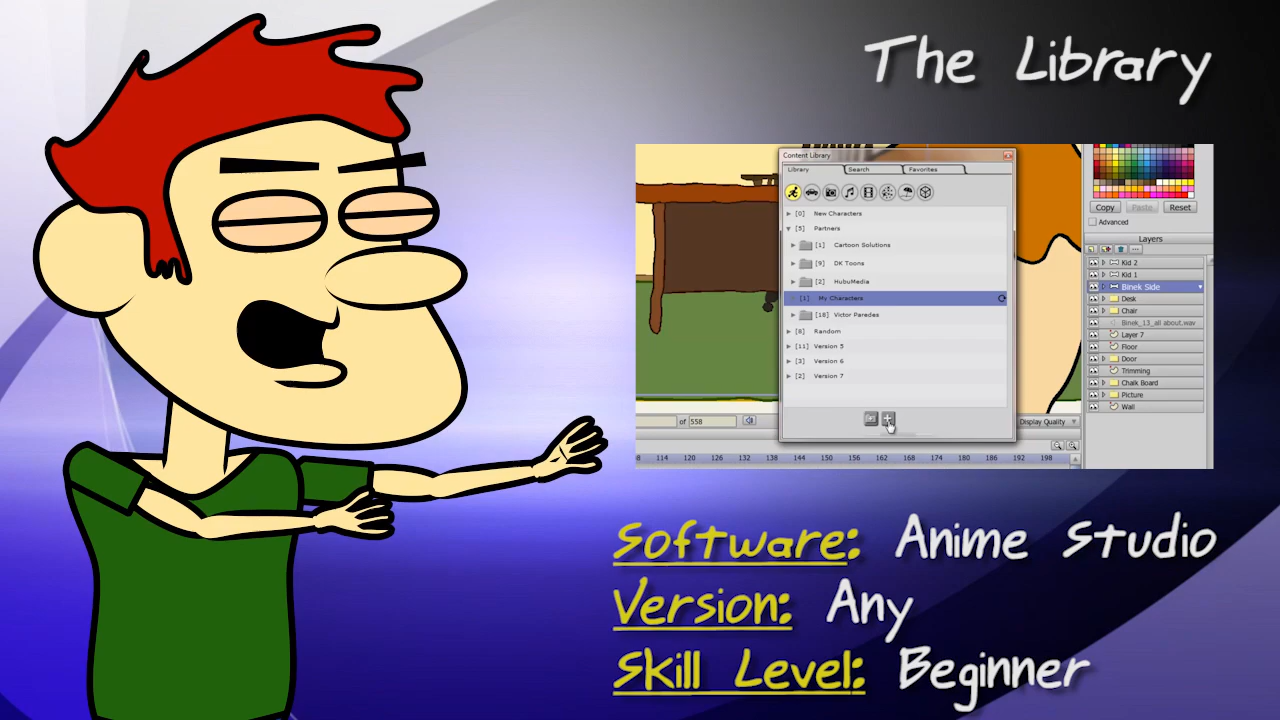 The Library
Content Library
Library Search Favorites
[0] New Characters
[5] Partners
[1] Cartoon Solutions
[9] DK Toons
[2] HubuMedia
[1] My Characters
[18] Victor Paredes
[8] Random
[11] Version 5
[3] Version 6
[2] Version 7
Copy Paste Reset
Advanced
Layers
Kid 2
Kid 1
Binek Side
Desk
Chair
Binek_13_all about.wav
Layer 7
Floor
Door
Trimming
Chalk Board
Picture
Wall
of 558
Display Quality
114 120 126 132 138 144 150 156 162 168 174 180 186 192 198
Software: Anime Studio
Version: Any
Skill Level: Beginner